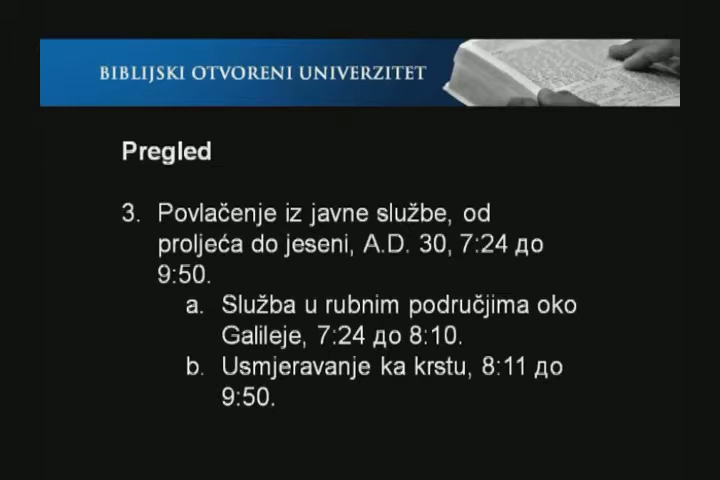 BIBLIJSKI OTVORENI UNIVERZITET
Pregled
3. Povlačenje iz javne službe, od
proljeća do jeseni, A.D. 30, 7:24 до
9:50.
a. Služba u rubnim područjima oko
Galileje, 7:24 до 8:10.
b. Usmjeravanje ka krstu, 8:11 до
9:50.